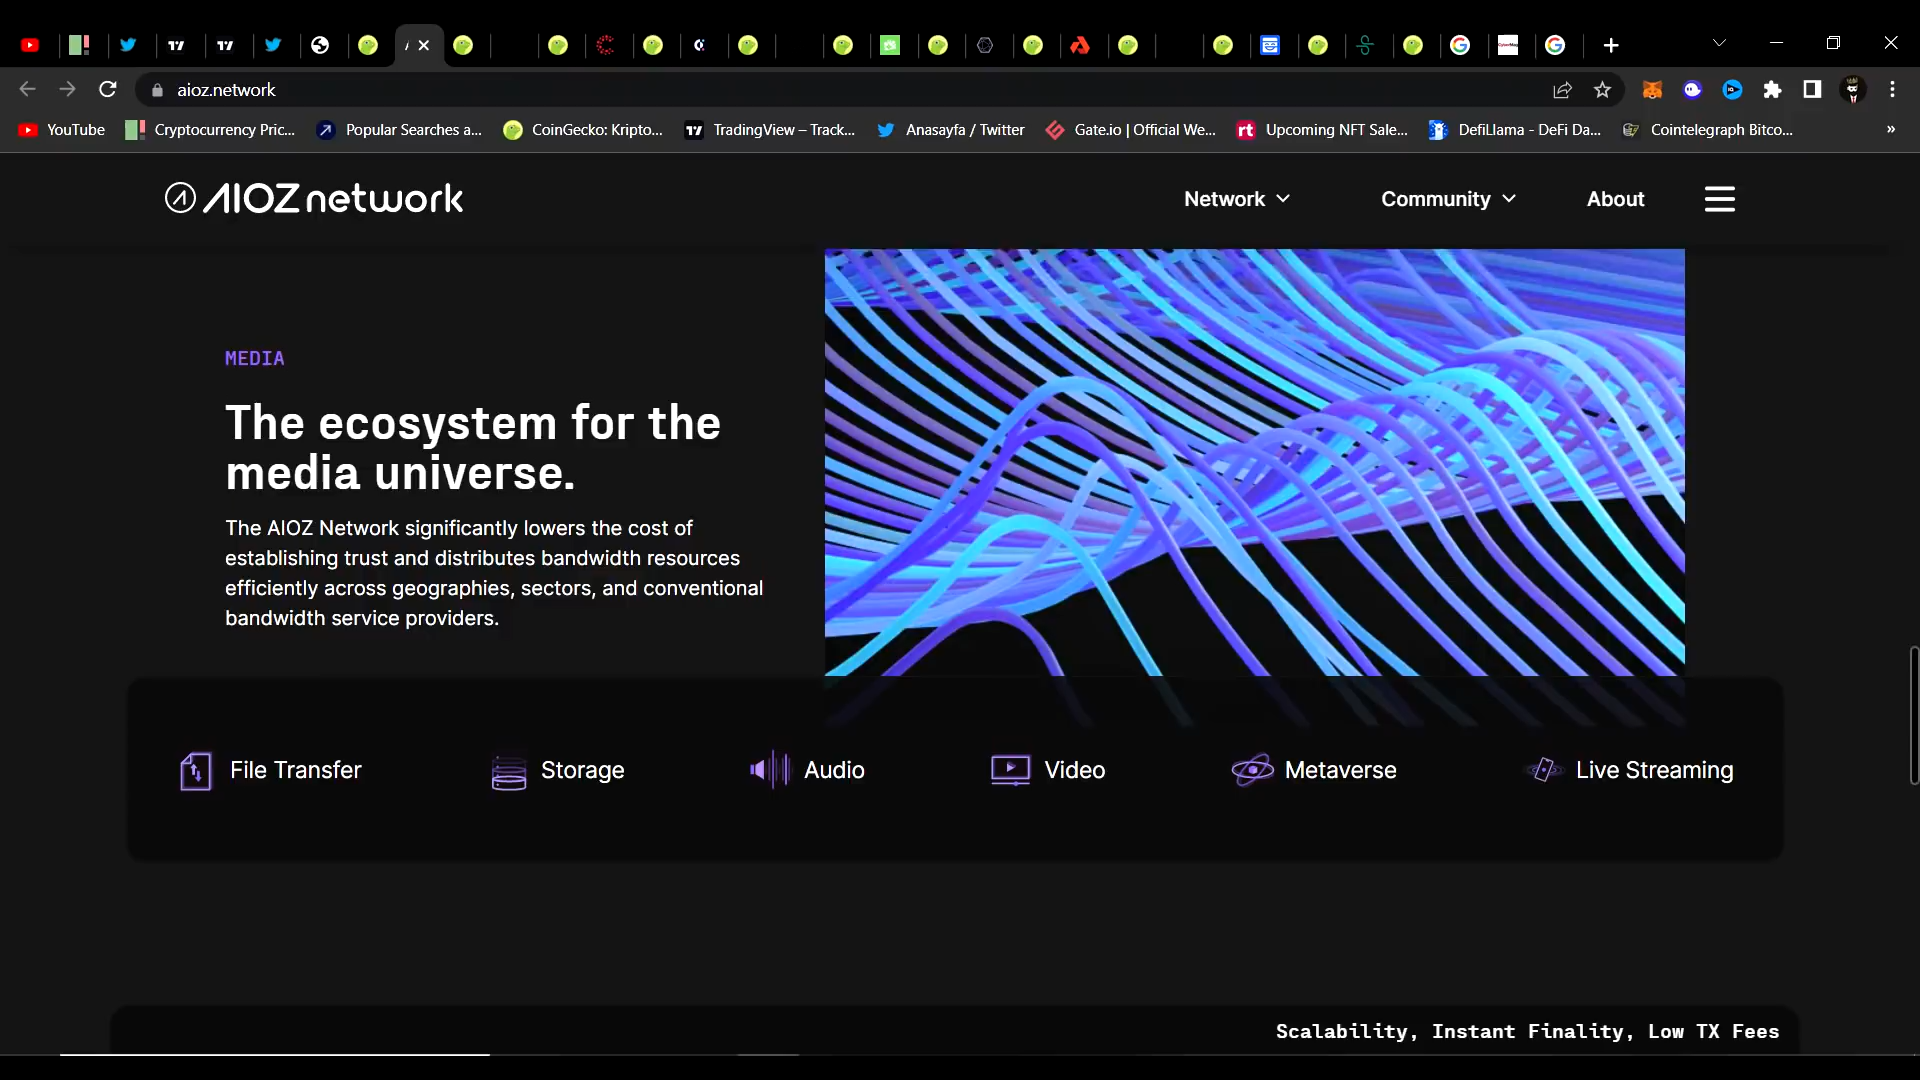 aioz.network
YouTube
Cryptocurrency Pric...
Popular Searches a...
CoinGecko: Kripto...
TradingView – Track...
Anasayfa / Twitter
Gate.io | Official We...
Upcoming NFT Sale...
DefiLlama - DeFi Da...
Cointelegraph Bitco...
AIOZ network
Network
Community
About
MEDIA
The ecosystem for the
media universe.
The AIOZ Network significantly lowers the cost of
establishing trust and distributes bandwidth resources
efficiently across geographies, sectors, and conventional
bandwidth service providers.
File Transfer
Storage
Audio
Video
Metaverse
Live Streaming
Scalability, Instant Finality, Low TX Fees